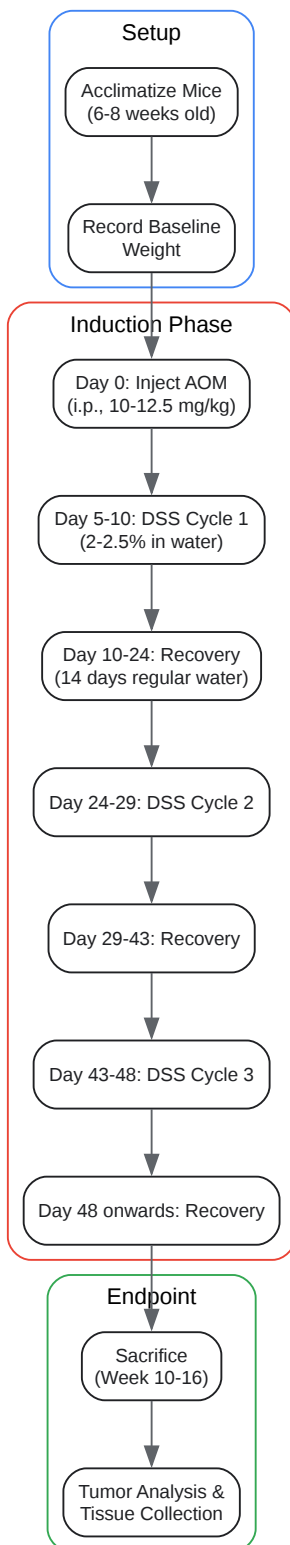 Setup
Acclimatize Mice
(6-8 weeks old)
Record Baseline
Weight
Induction Phase
Day 0: Inject AOM
(i.p., 10-12.5 mg/kg)
Day 5-10: DSS Cycle 1
(2-2.5% in water)
Day 10-24: Recovery
(14 days regular water)
Day 24-29: DSS Cycle 2
Day 29-43: Recovery
Day 43-48: DSS Cycle 3
Day 48 onwards: Recovery
Endpoint
Sacrifice
(Week 10-16)
Tumor Analysis &
Tissue Collection